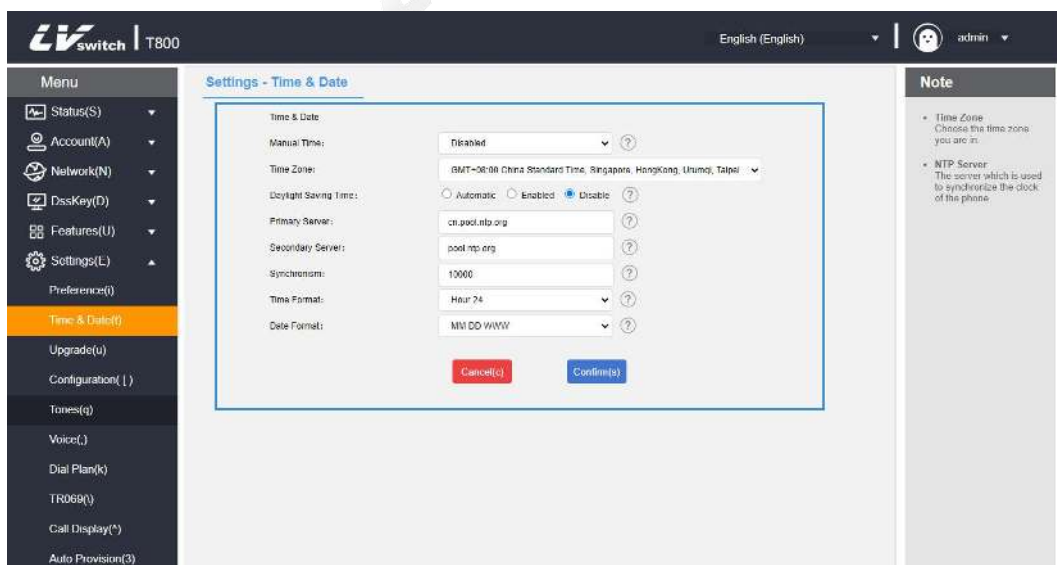 LVswitch | T800
English (English)
admin
Menu
Status(S)
Account(A)
Network(N)
DssKey(D)
Features(U)
Settings(E)
Preference(i)
Time & Date(t)
Upgrade(u)
Configuration( [ )
Tones(q)
Voice(;)
Dial Plan(k)
TR069(\)
Call Display(^)
Auto Provision(3)
Settings - Time & Date
Time & Date
Manual Time:
Disabled
Time Zone:
GMT+08:00 China Standard Time, Singapore, HongKong, Urumqi, Taipei
Daylight Saving Time:
Automatic Enabled Disable
Primary Server:
cn.pool.ntp.org
Secondary Server:
pool.ntp.org
Synchronism:
10000
Time Format:
Hour 24
Date Format:
MM DD WWW
Cancel(c)
Confirm(s)
Note
Time Zone
Choose the time zone
you are in
NTP Server
The server which is used
to synchronize the clock
of the phone